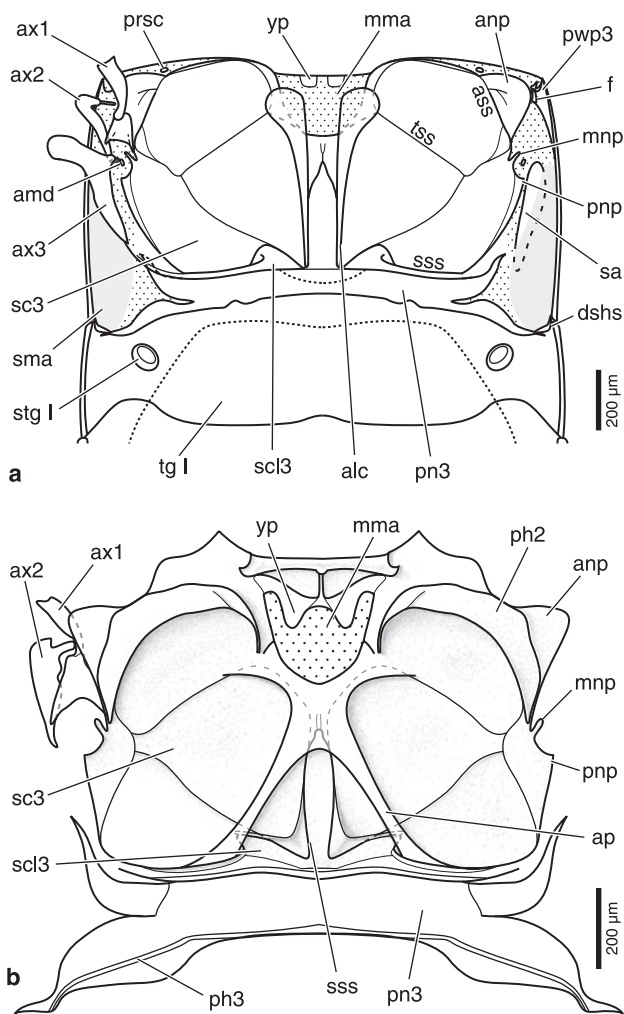 prsc
yp
mma
anp
ax1
pwp3
ax2
f
ass
tss
mnp
amd
pnp
ax3
sa
sc3
sss
dshs
sma
stg I
200 µm
tg I
scl3
alc
pn3
a
yp
mma
ph2
ax1
ax2
anp
mnp
pnp
sc3
ap
scl3
200 µm
b
ph3
sss
pn3